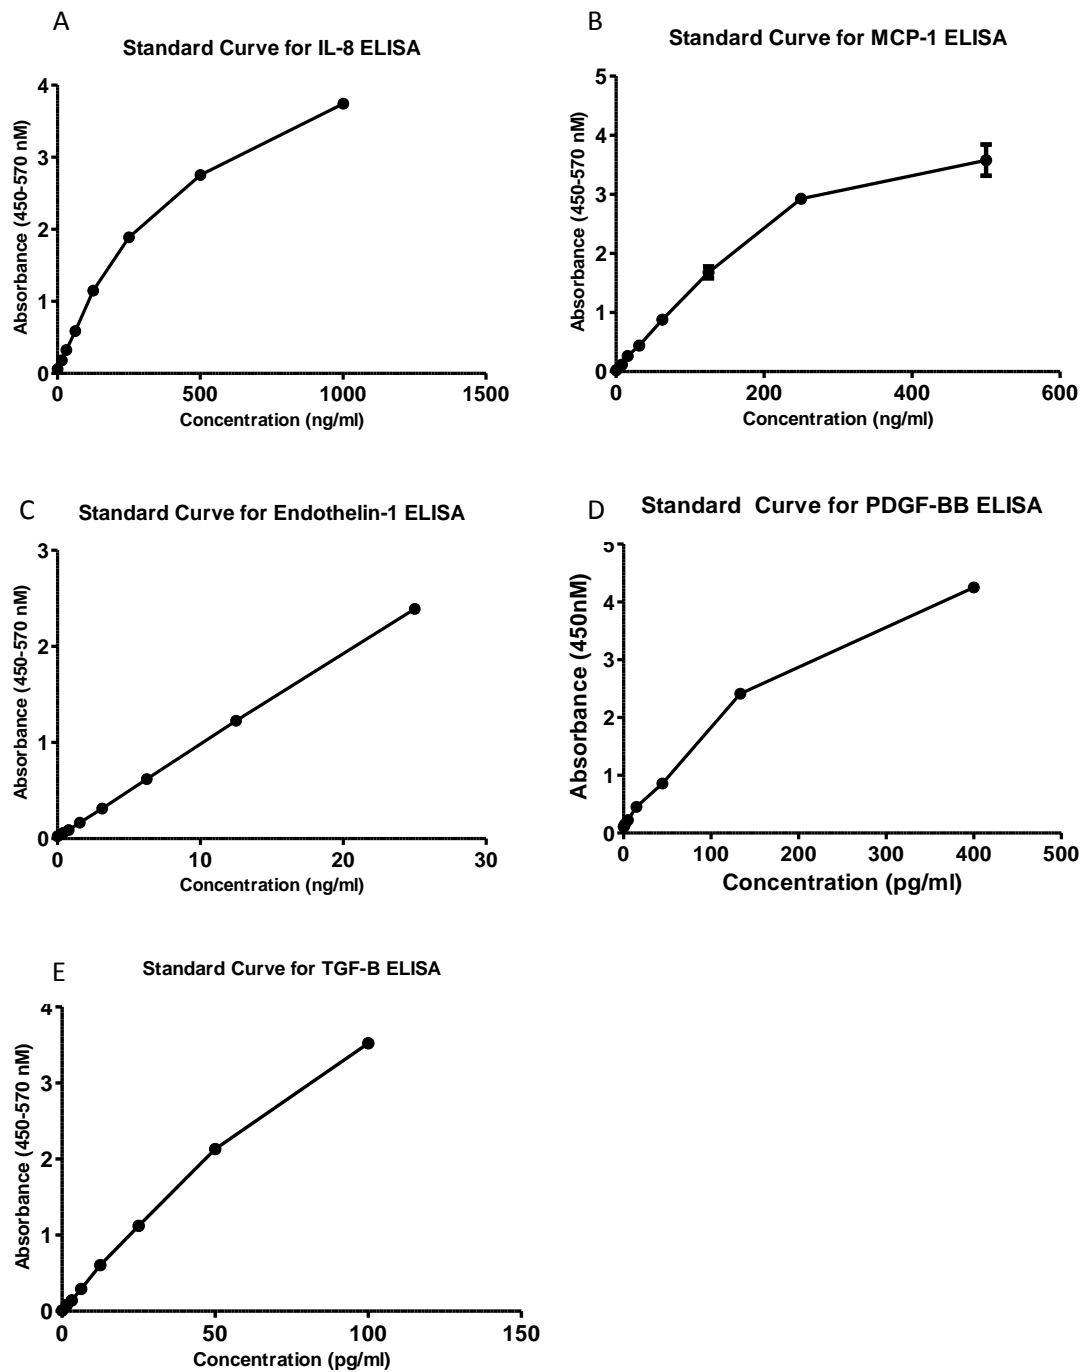 A
Standard Curve for IL-8 ELISA
4
3
2
1
0
Absorbance (450-570 nM)
0 500 1000 1500
Concentration (ng/ml)
B
Standard Curve for MCP-1 ELISA
5
4
3
2
1
0
Absorbance (450-570 nM)
0 200 400 600
Concentration (ng/ml)
C
Standard Curve for Endothelin-1 ELISA
3
2
1
0
Absorbance (450-570 nM)
0 10 20 30
Concentration (ng/ml)
D
Standard Curve for PDGF-BB ELISA
5
4
3
2
1
0
Absorbance (450nM)
0 100 200 300 400 500
Concentration (pg/ml)
E
Standard Curve for TGF-B ELISA
4
3
2
1
0
Absorbance (450-570 nM)
0 50 100 150
Concentration (pg/ml)